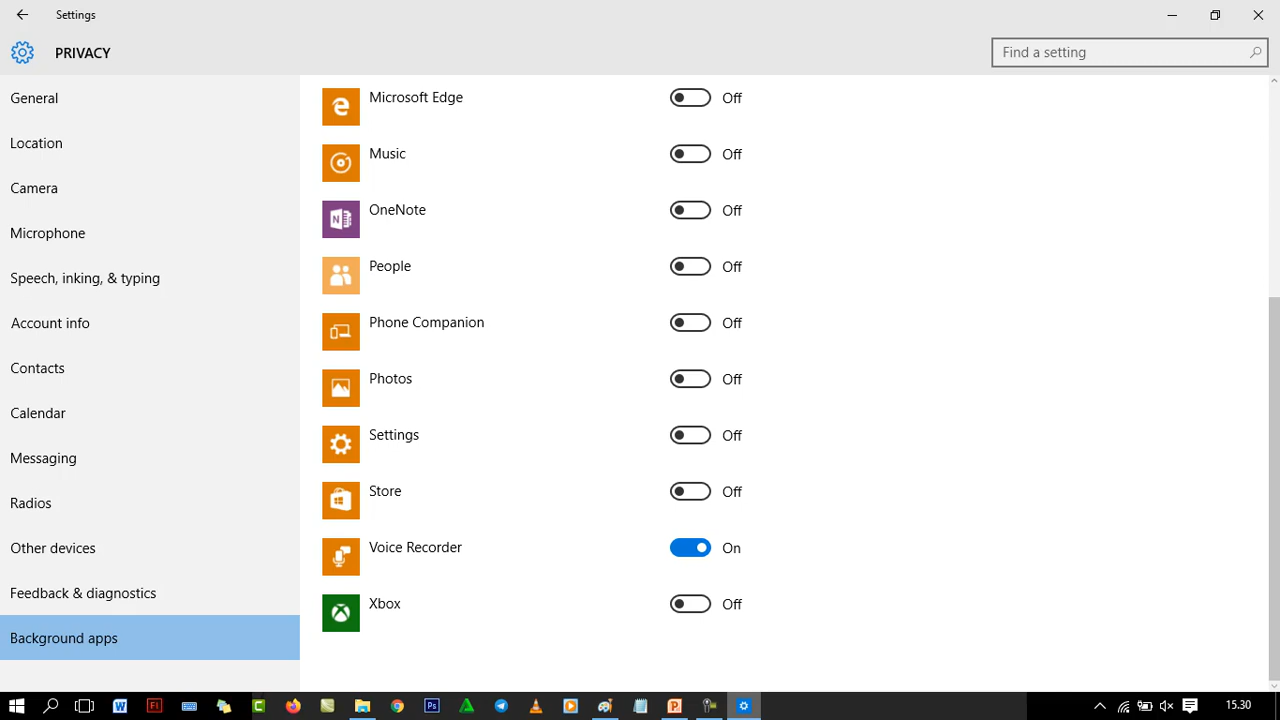 Settings
PRIVACY
Find a setting
General
Location
Camera
Microphone
Speech, inking, & typing
Account info
Contacts
Calendar
Messaging
Radios
Other devices
Feedback & diagnostics
Background apps
Microsoft Edge Off
Music Off
OneNote Off
People Off
Phone Companion Off
Photos Off
Settings Off
Store Off
Voice Recorder On
Xbox Off
15.30